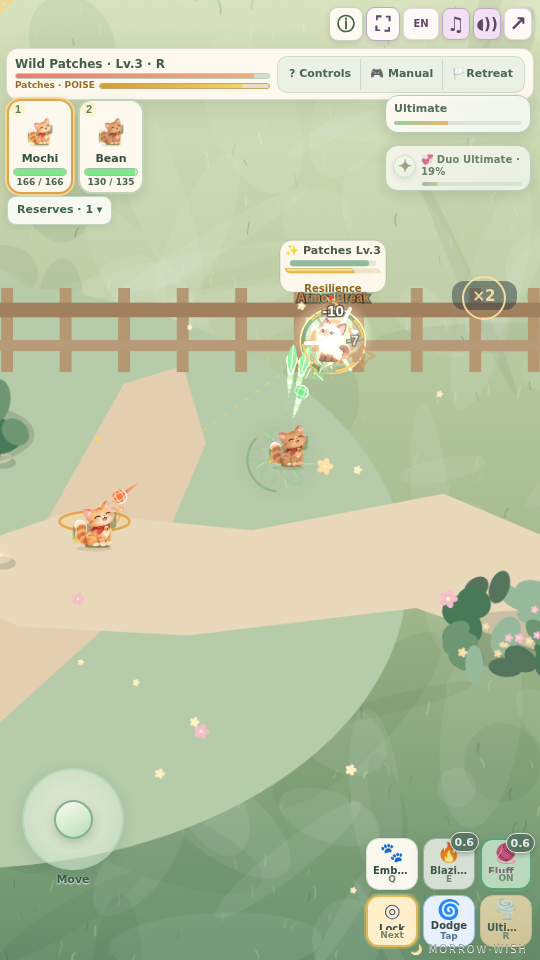 EN
Wild Patches · Lv.3 · R
Patches · POISE
? Controls
Manual
Retreat
1
Mochi
166 / 166
2
Bean
130 / 135
Ultimate
Duo Ultimate · 19%
Reserves · 1 ▾
Patches Lv.3
Resilience
Armor Break
-10
-7
×2
Move
Emb…
Q
0.6
Blazi…
E
0.6
Fluff
ON
Lock
Next
Dodge
Tap
Ulti…
R
MORROW-WISH